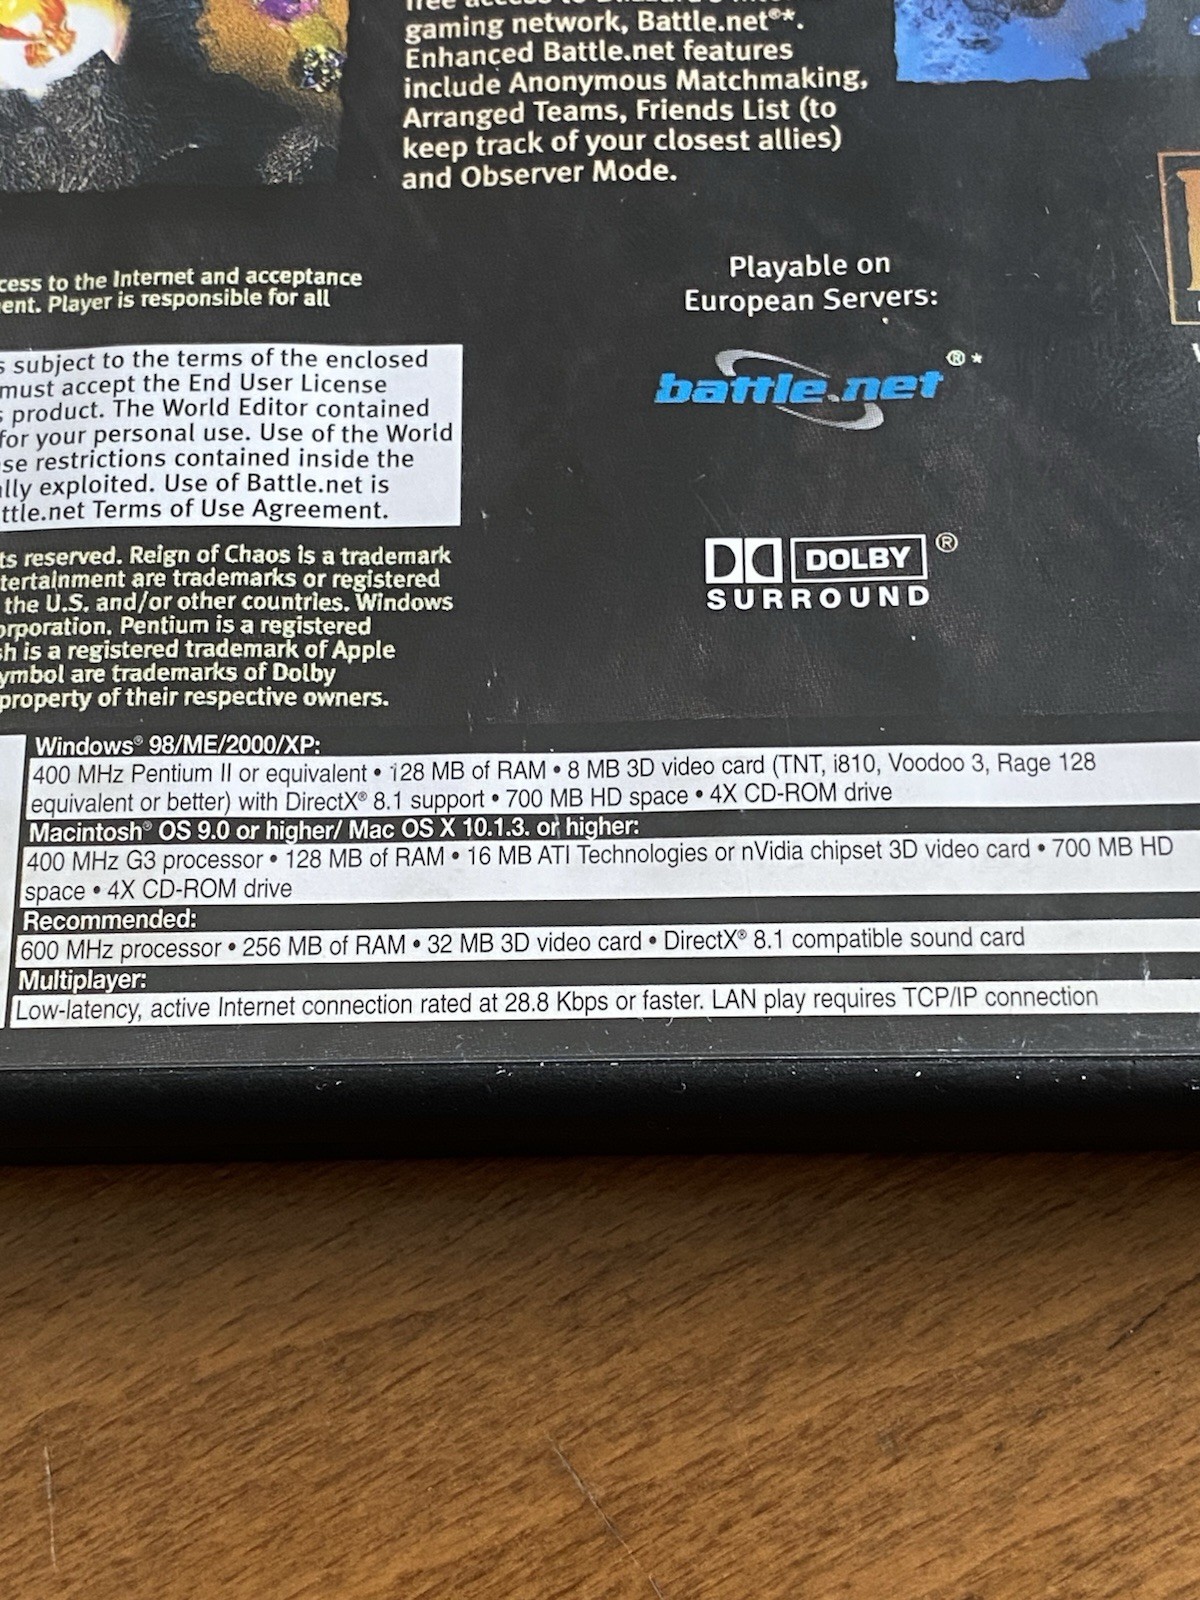 free access to Blizzard's
gaming network, Battle.net®*.
Enhanced Battle.net features
include Anonymous Matchmaking,
Arranged Teams, Friends List (to
keep track of your closest allies)
and Observer Mode.
to the Internet and acceptance
Player is responsible for all
subject to the terms of the enclosed
must accept the End User License
product. The World Editor contained
for your personal use. Use of the World
restrictions contained inside the
exploited. Use of Battle.net is
Terms of Use Agreement.
reserved. Reign of Chaos is a trademark
are trademarks or registered
the U.S. and/or other countries. Windows
Pentium is a registered
is a registered trademark of Apple
are trademarks of Dolby
property of their respective owners.
Playable on
European Servers:
battle.net®*
DOLBY®
SURROUND
Windows® 98/ME/2000/XP:
400 MHz Pentium II or equivalent • 128 MB of RAM • 8 MB 3D video card (TNT, i810, Voodoo 3, Rage 128
equivalent or better) with DirectX® 8.1 support • 700 MB HD space • 4X CD-ROM drive
Macintosh® OS 9.0 or higher/ Mac OS X 10.1.3. or higher:
400 MHz G3 processor • 128 MB of RAM • 16 MB ATI Technologies or nVidia chipset 3D video card • 700 MB HD
space • 4X CD-ROM drive
Recommended:
600 MHz processor • 256 MB of RAM • 32 MB 3D video card • DirectX® 8.1 compatible sound card
Multiplayer:
Low-latency, active Internet connection rated at 28.8 Kbps or faster. LAN play requires TCP/IP connection